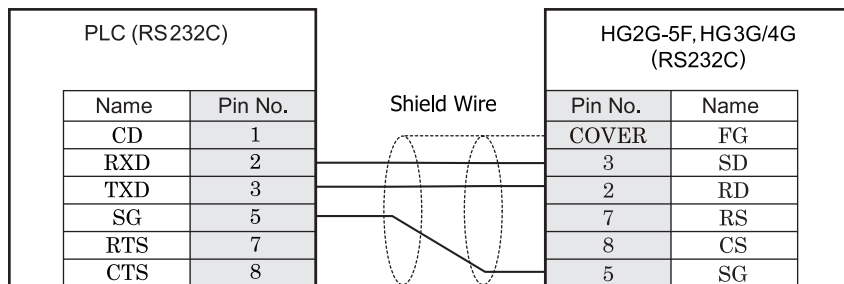 PLC (RS232C)
HG2G-5F, HG3G/4G
(RS232C)
Shield Wire
Name Pin No.
CD 1
RXD 2
TXD 3
SG 5
RTS 7
CTS 8
Pin No. Name
COVER FG
3 SD
2 RD
7 RS
8 CS
5 SG